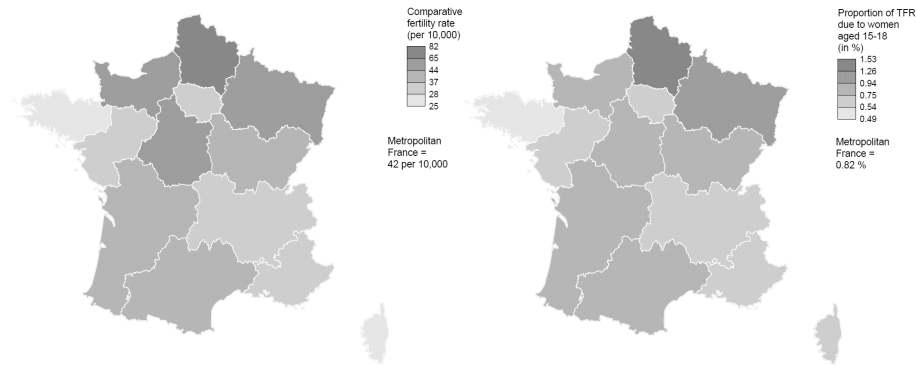 Comparative
fertility rate
(per 10,000)
82
65
44
37
28
25
Metropolitan
France =
42 per 10,000
Proportion of TFR
due to women
aged 15-18
(in %)
1.53
1.26
0.94
0.75
0.54
0.49
Metropolitan
France =
0.82 %